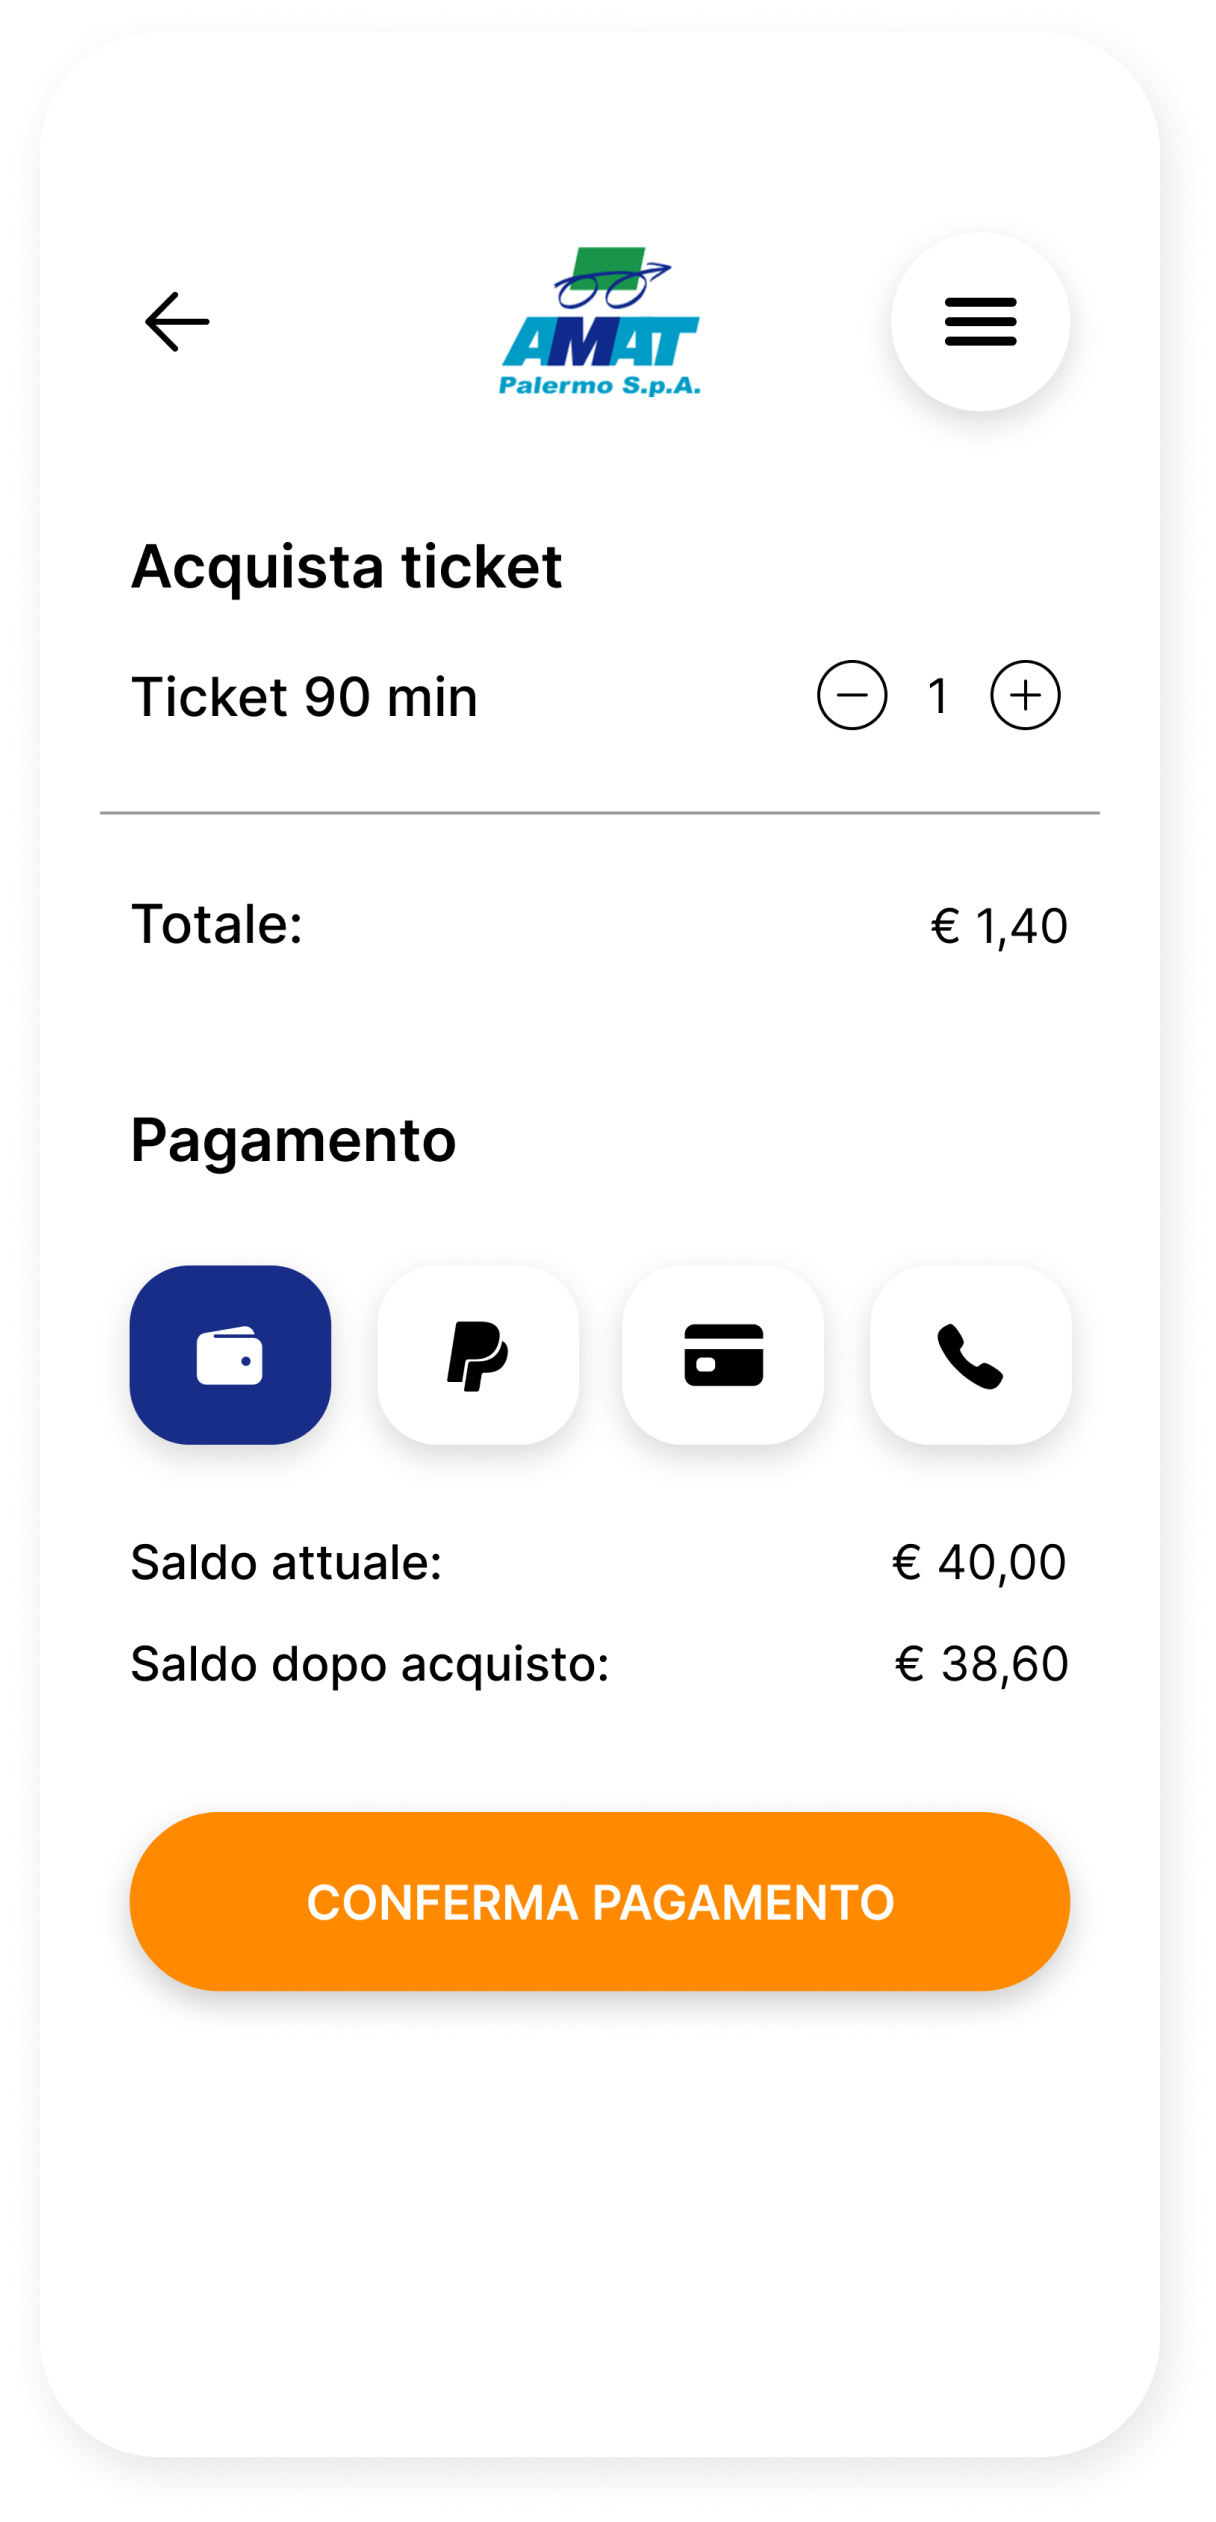 AMAT
Palermo S.p.A.
Acquista ticket
Ticket 90 min 1
Totale: € 1,40
Pagamento
Saldo attuale: € 40,00
Saldo dopo acquisto: € 38,60
CONFERMA PAGAMENTO